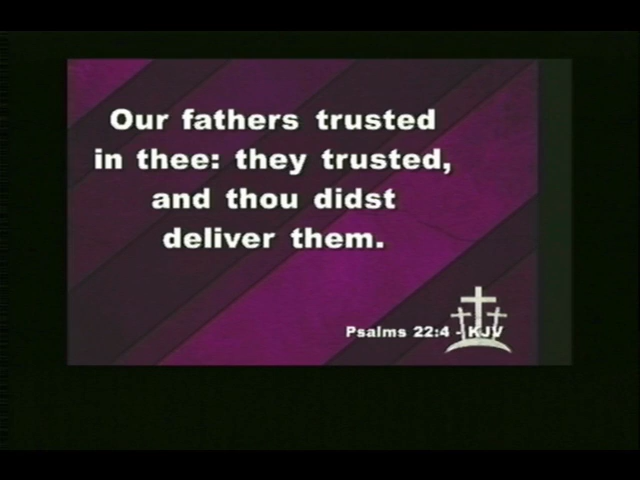 Our fathers trusted
in thee: they trusted,
and thou didst
deliver them.
Psalms 22:4 - KJV